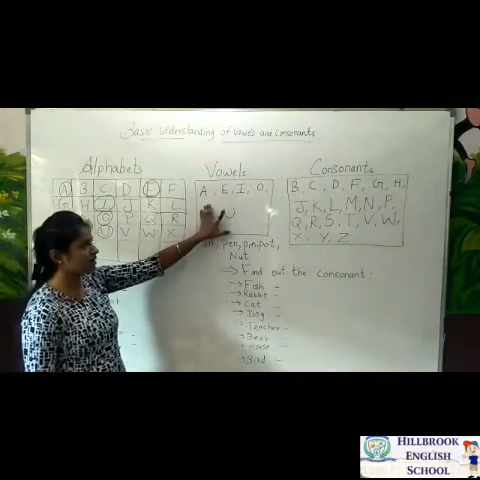 Basic Understanding of Vowels and Consonants
Alphabets
A B C D E F
G H I J K L
O P Q R
U V W X
Vowels
A, E, I, O,
U
pen, pin, pot,
Nut
Consonants
B, C, D, F, G, H,
J, K, L, M, N, P,
Q, R, S, T, V, W,
X, Y, Z
→ Find out the consonant:
→ Fish -
→ Rabbit -
→ Cat -
→ Dog -
→ Teacher -
→ Bear -
→ Horse -
→ Bird -
HILLBROOK
ENGLISH
SCHOOL